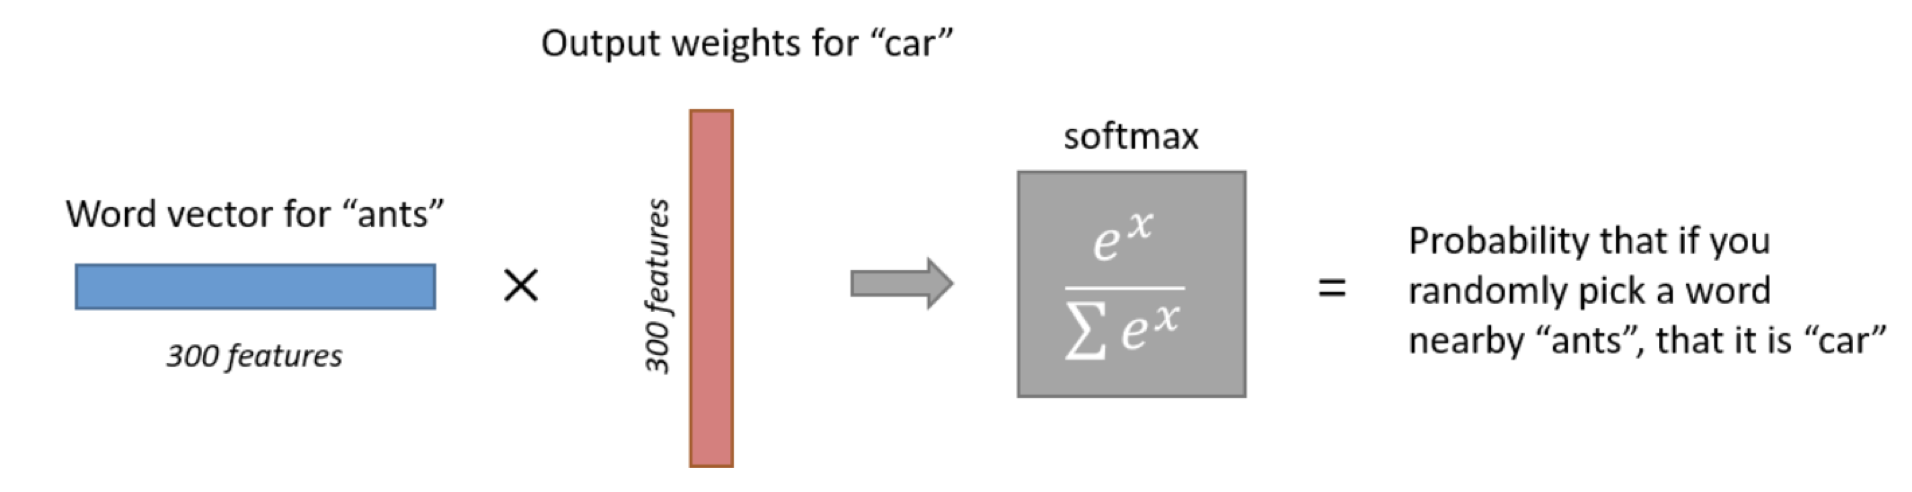 Output weights for “car”
softmax
Word vector for “ants”
300 features
×
300 features
e^x
∑ e^x
=
Probability that if you
randomly pick a word
nearby “ants”, that it is “car”